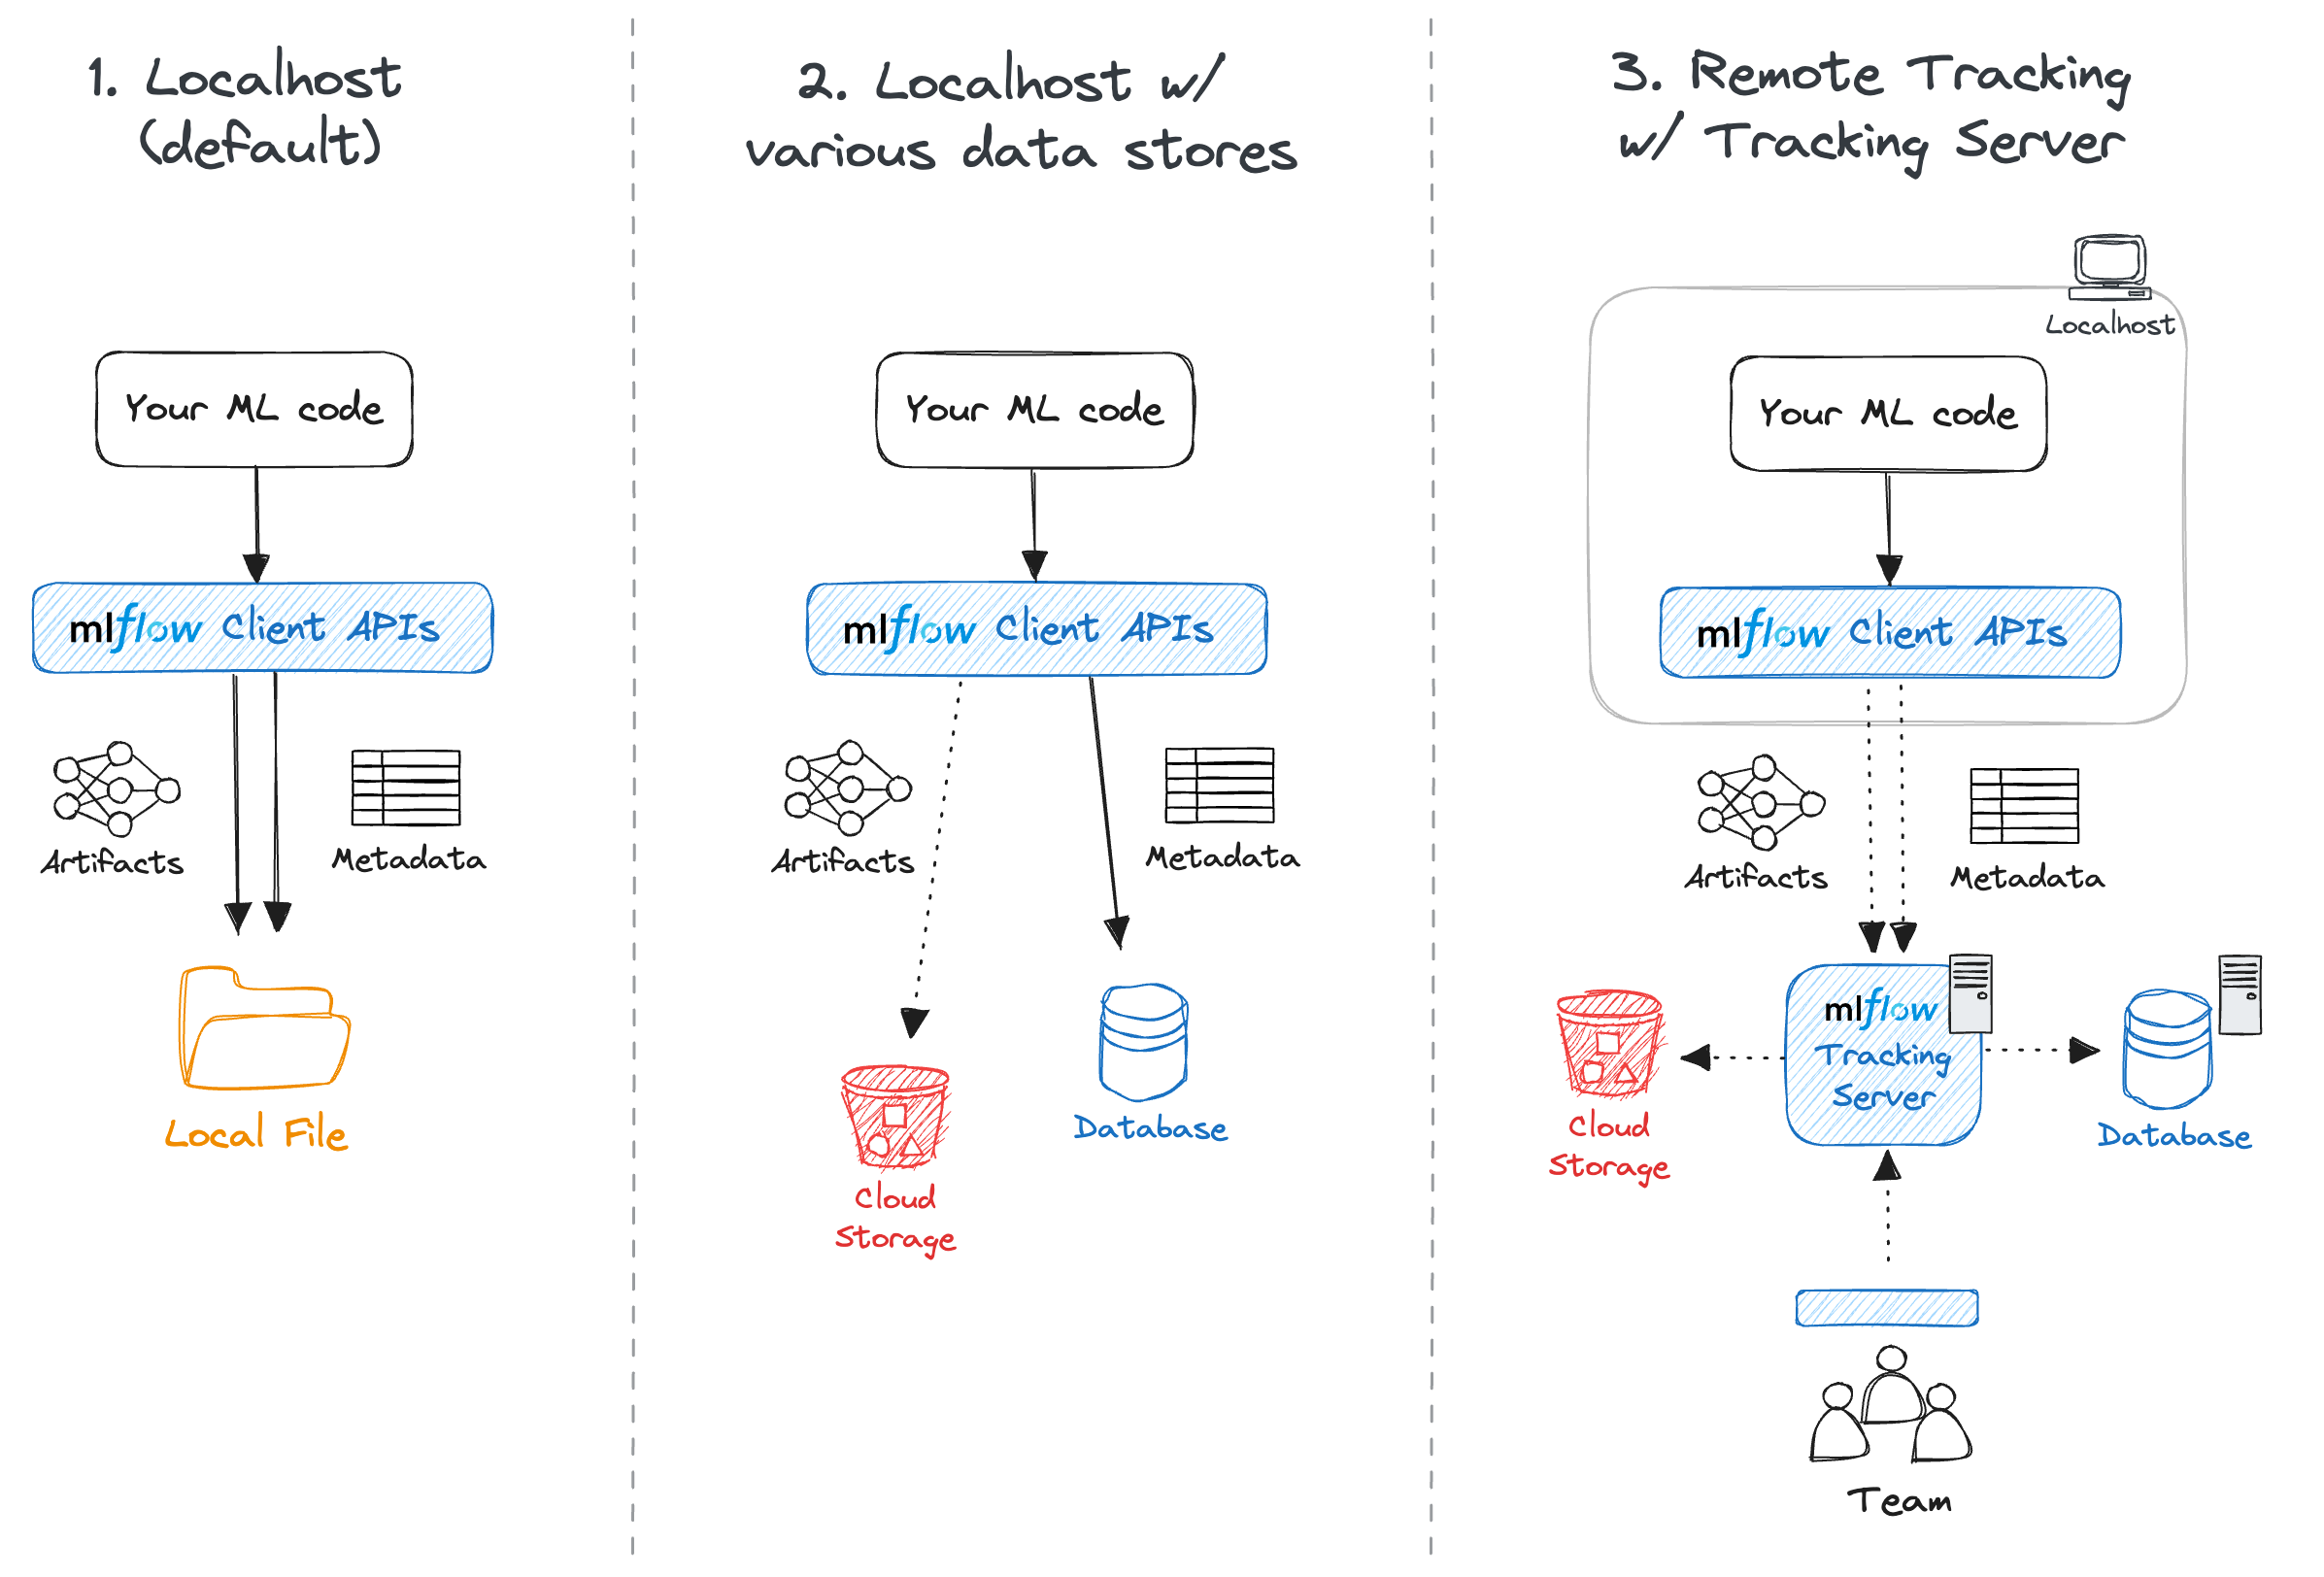 1. Localhost
(default)
Your ML code
mlflow Client APIs
Artifacts
Metadata
Local File
2. Localhost w/
various data stores
Your ML code
mlflow Client APIs
Artifacts
Metadata
Database
Cloud
Storage
3. Remote Tracking
w/ Tracking Server
Localhost
Your ML code
mlflow Client APIs
Artifacts
Metadata
mlflow
Tracking
Server
Cloud
Storage
Database
Team